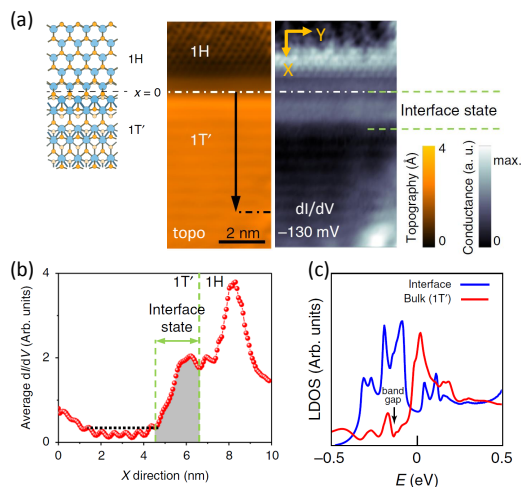 (a)
1H
x = 0
1T′
1H
1T′
topo
2 nm
Y
X
dI/dV
−130 mV
Interface state
4
Topography (Å)
0
max.
Conductance (a. u.)
0
(b)
1T′
1H
Interface
state
Average dI/dV (Arb. units)
4
2
0
0
2
4
6
8
10
X direction (nm)
(c)
Interface
Bulk (1T′)
band
gap
LDOS (Arb. units)
−0.5
0
0.5
E (eV)